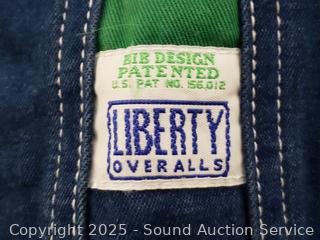 BIB DESIGN
PATENTED
U.S. PAT NO. 156,012
LIBERTY
OVERALLS
Copyright © 2025 - Sound Auction Service